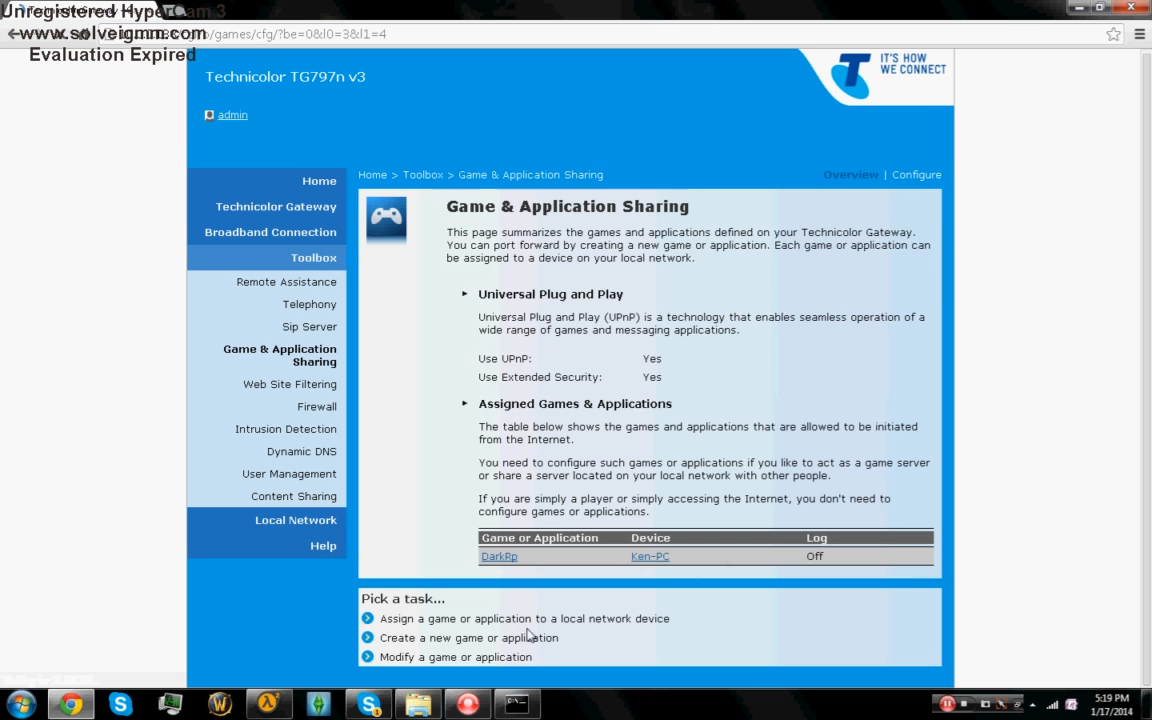 Unregistered HyperCam 3
www.solveigmm.com
/games/cfg/?be=0&l0=3&l1=4
Evaluation Expired
Technicolor TG797n v3
IT'S HOW
WE CONNECT
admin
Home > Toolbox > Game & Application Sharing
Overview | Configure
Home
Technicolor Gateway
Broadband Connection
Toolbox
Remote Assistance
Telephony
Sip Server
Game & Application
Sharing
Web Site Filtering
Firewall
Intrusion Detection
Dynamic DNS
User Management
Content Sharing
Local Network
Help
Game & Application Sharing
This page summarizes the games and applications defined on your Technicolor Gateway.
You can port forward by creating a new game or application. Each game or application can
be assigned to a device on your local network.
Universal Plug and Play
Universal Plug and Play (UPnP) is a technology that enables seamless operation of a
wide range of games and messaging applications.
Use UPnP: Yes
Use Extended Security: Yes
Assigned Games & Applications
The table below shows the games and applications that are allowed to be initiated
from the Internet.
You need to configure such games or applications if you like to act as a game server
or share a server located on your local network with other people.
If you are simply a player or simply accessing the Internet, you don't need to
configure games or applications.
Game or Application Device Log
DarkRp Ken-PC Off
Pick a task...
Assign a game or application to a local network device
Create a new game or application
Modify a game or application
5:19 PM
1/17/2014